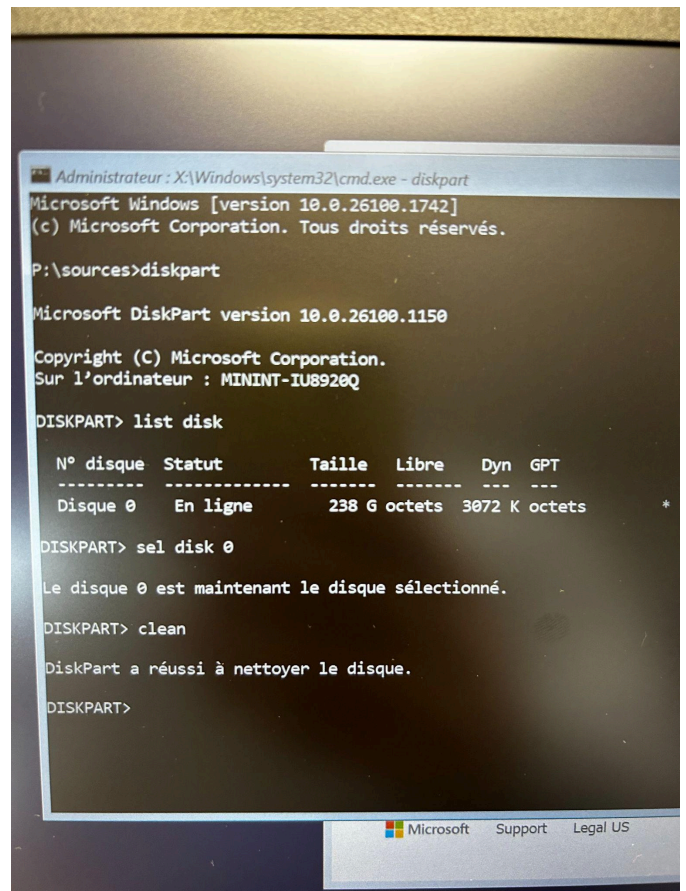 Administrateur : X:\Windows\system32\cmd.exe - diskpart
Microsoft Windows [version 10.0.26100.1742]
(c) Microsoft Corporation. Tous droits réservés.
P:\sources>diskpart
Microsoft DiskPart version 10.0.26100.1150
Copyright (C) Microsoft Corporation.
Sur l'ordinateur : MININT-IU8920Q
DISKPART> list disk
N° disque  Statut         Taille   Libre    Dyn  GPT
---------  -------------  -------  -------  ---  ---
Disque 0    En ligne        238 G octets  3072 K octets        *
DISKPART> sel disk 0
Le disque 0 est maintenant le disque sélectionné.
DISKPART> clean
DiskPart a réussi à nettoyer le disque.
DISKPART>
Microsoft Support Legal US